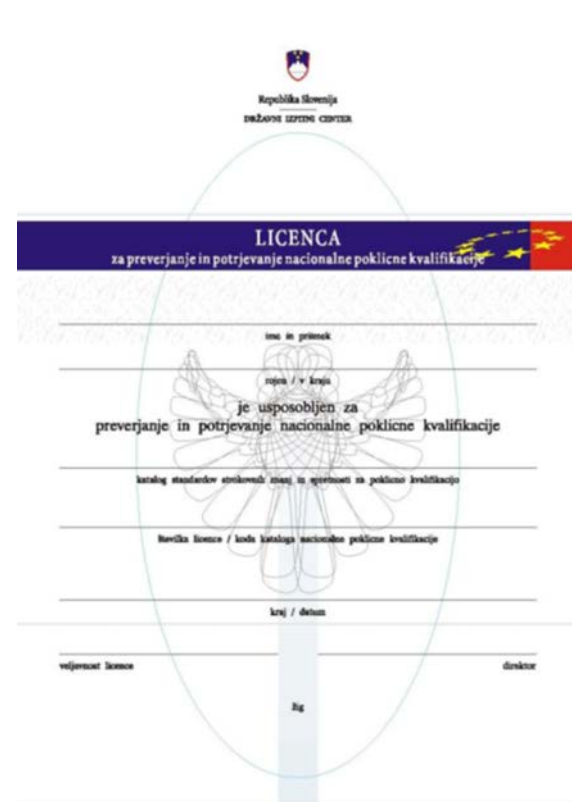 Republika Slovenija
DRŽAVNI IZPITNI CENTER
LICENCA
za preverjanje in potrjevanje nacionalne poklicne kvalifikacije
ime in priimek
rojen / v kraju
je usposobljen za
preverjanje in potrjevanje nacionalne poklicne kvalifikacije
katalog standardov strokovnih znanj in spretnosti za poklicno kvalifikacijo
številka licence / koda kataloga nacionalne poklicne kvalifikacije
kraj / datum
veljavnost licence
direktor
žig